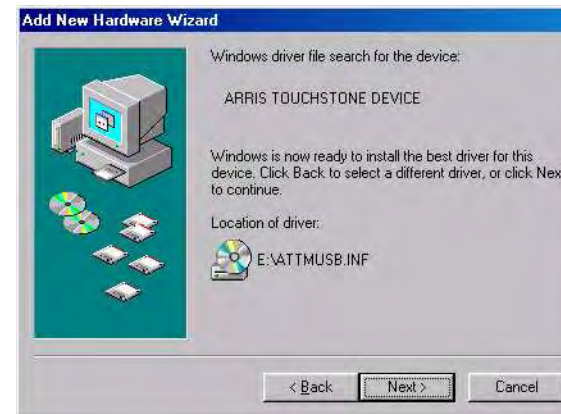 Add New Hardware Wizard
Windows driver file search for the device:
ARRIS TOUCHSTONE DEVICE
Windows is now ready to install the best driver for this
device. Click Back to select a different driver, or click Nex
to continue.
Location of driver:
E:\ATTMUSB.INF
< Back
Next >
Cancel